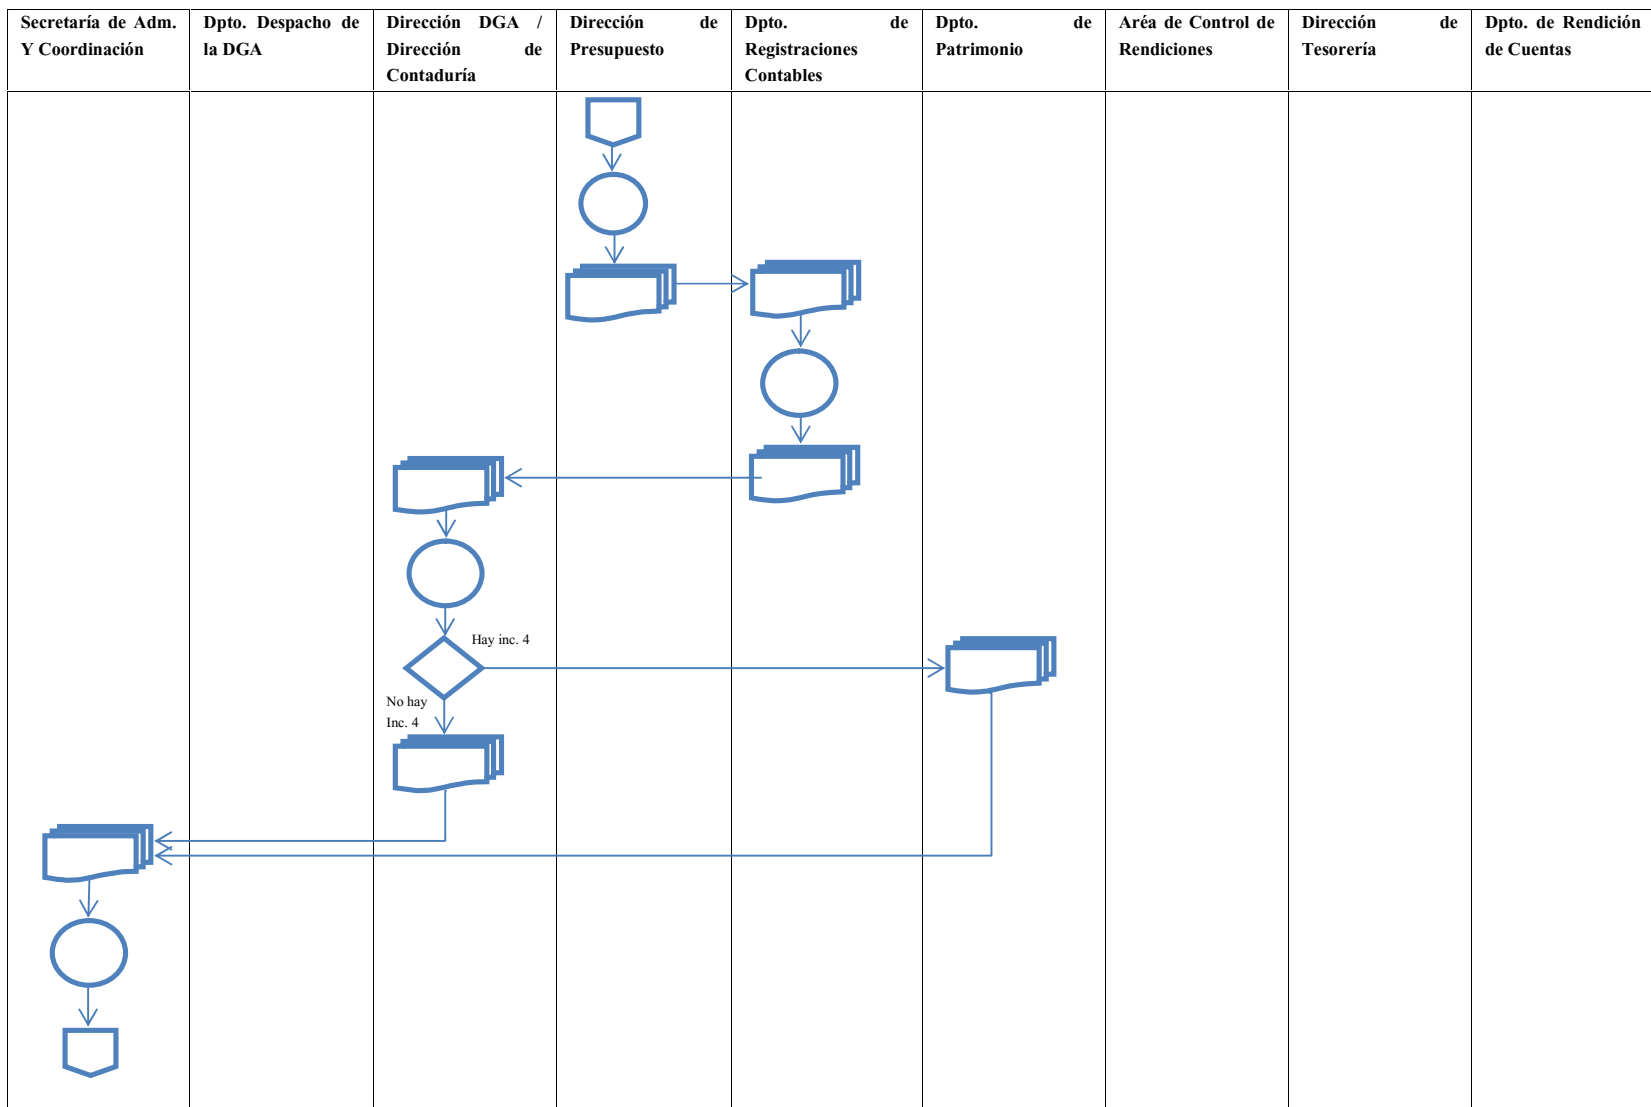 Secretaría de Adm.
Y Coordinación
Dpto. Despacho de
la DGA
Dirección DGA /
Dirección de
Contaduría
Dirección de
Presupuesto
Dpto. de
Registraciones
Contables
Dpto. de
Patrimonio
Aréa de Control de
Rendiciones
Dirección de
Tesorería
Dpto. de Rendición
de Cuentas
Hay inc. 4
No hay
Inc. 4